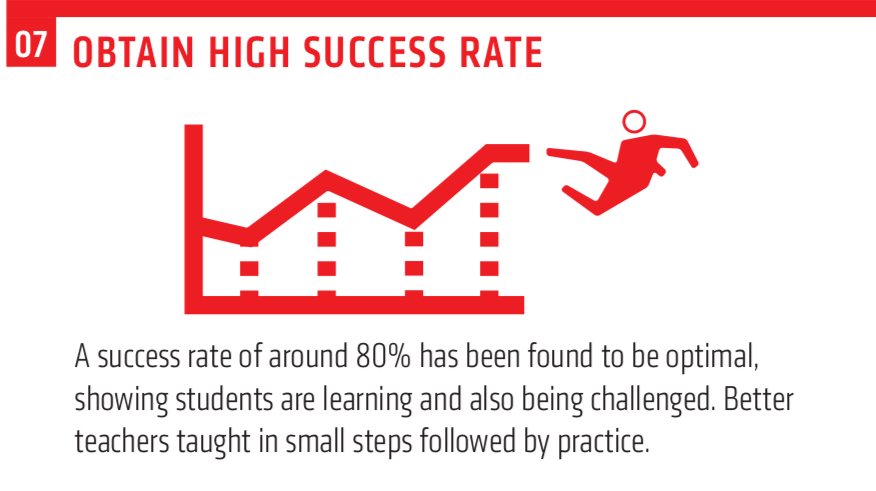 07 OBTAIN HIGH SUCCESS RATE
A success rate of around 80% has been found to be optimal,
showing students are learning and also being challenged. Better
teachers taught in small steps followed by practice.